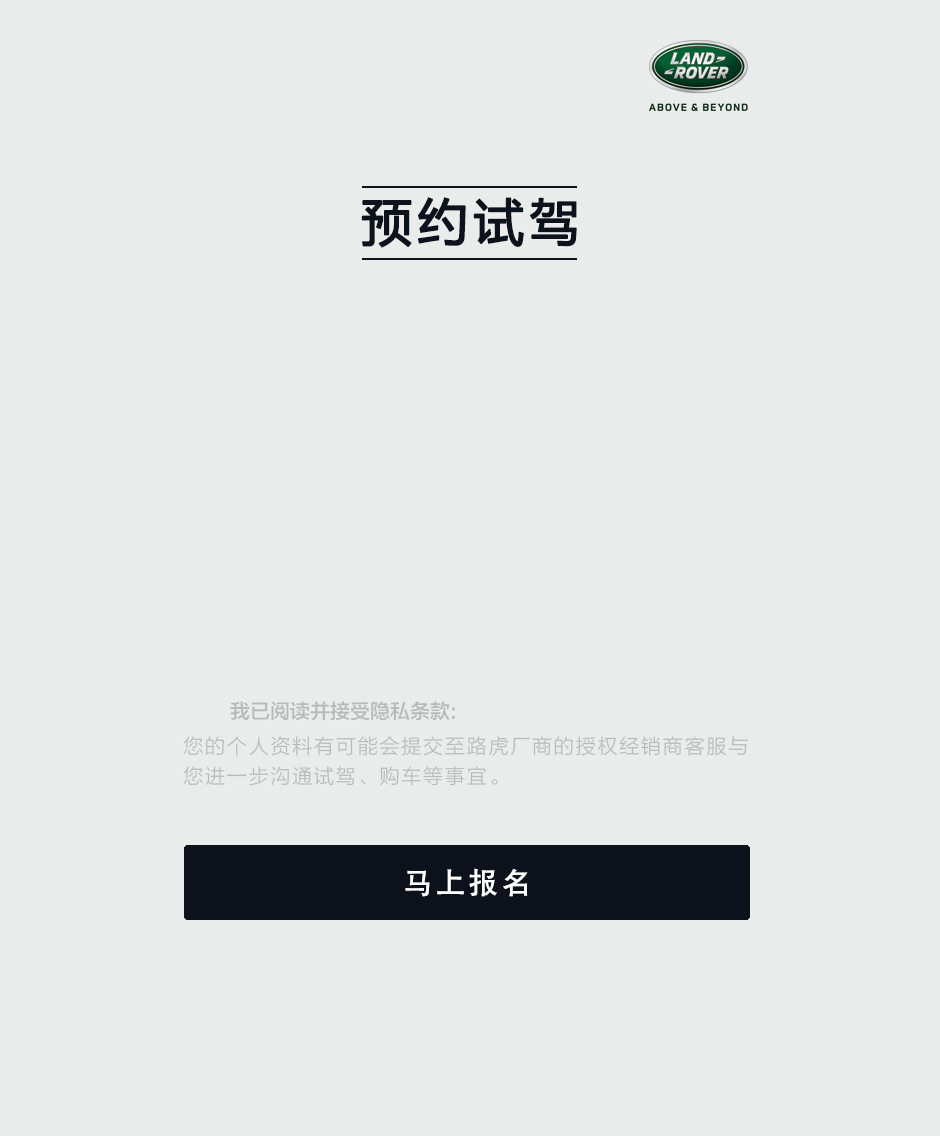 LAND
ROVER
ABOVE & BEYOND
预约试驾
我已阅读并接受隐私条款:
您的个人资料有可能会提交至路虎厂商的授权经销商客服与
您进一步沟通试驾、购车等事宜。
马上报名